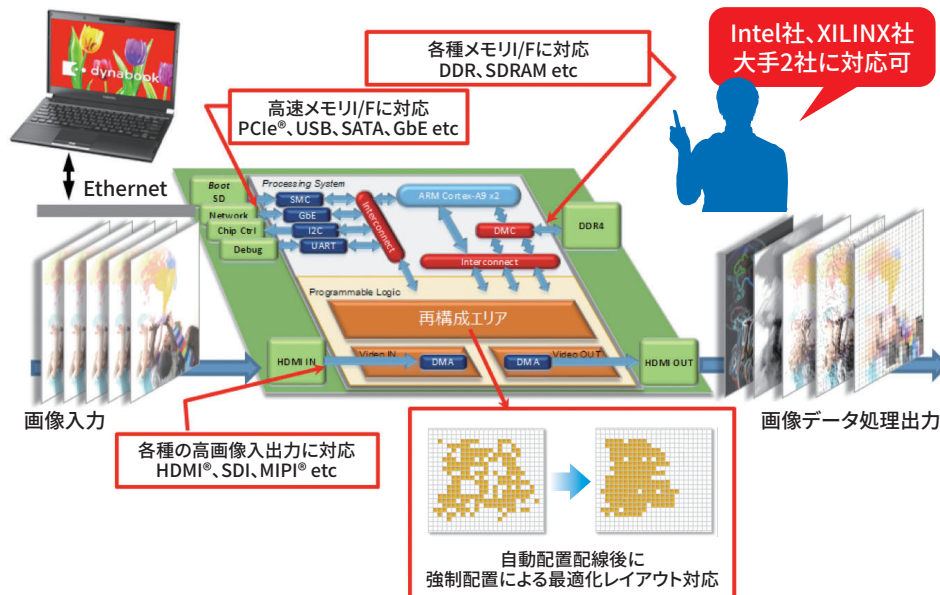 Intel社、XILINX社
大手2社に対応可
各種メモリI/Fに対応
DDR、SDRAM etc
dynabook
高速メモリI/Fに対応
PCIe®、USB、SATA、GbE etc
Ethernet
Boot
SD
Network
Chip Ctrl
Debug
Processing System
SMC
GbE
I2C
UART
Interconnect
ARM Cortex-A9 x2
DMC
Interconnect
DDR4
Programmable Logic
再構成エリア
Video IN
DMA
DMA
Video OUT
HDMI IN
HDMI OUT
画像入力
画像データ処理出力
各種の高画像入出力に対応
HDMI®、SDI、MIPI® etc
自動配置配線後に
強制配置による最適化レイアウト対応